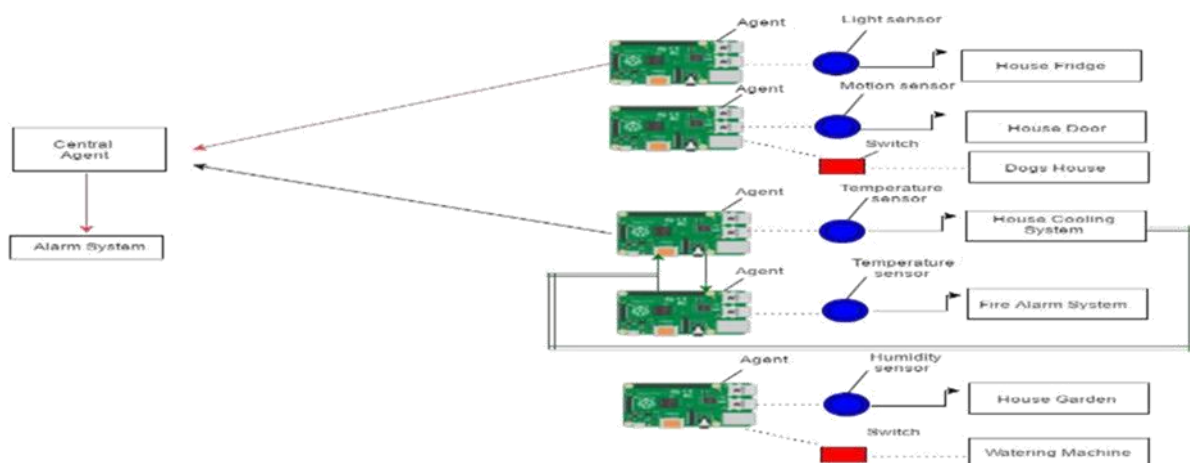 Light sensor
Agent
House Fridge
Agent
Motion sensor
House Door
Central
Agent
Switch
Dogs House
Agent
Temperature
sensor
House Cooling
System
Alarm System
Agent
Temperature
sensor
Fire Alarm System
Agent
Humidity
sensor
House Garden
Switch
Watering Machine